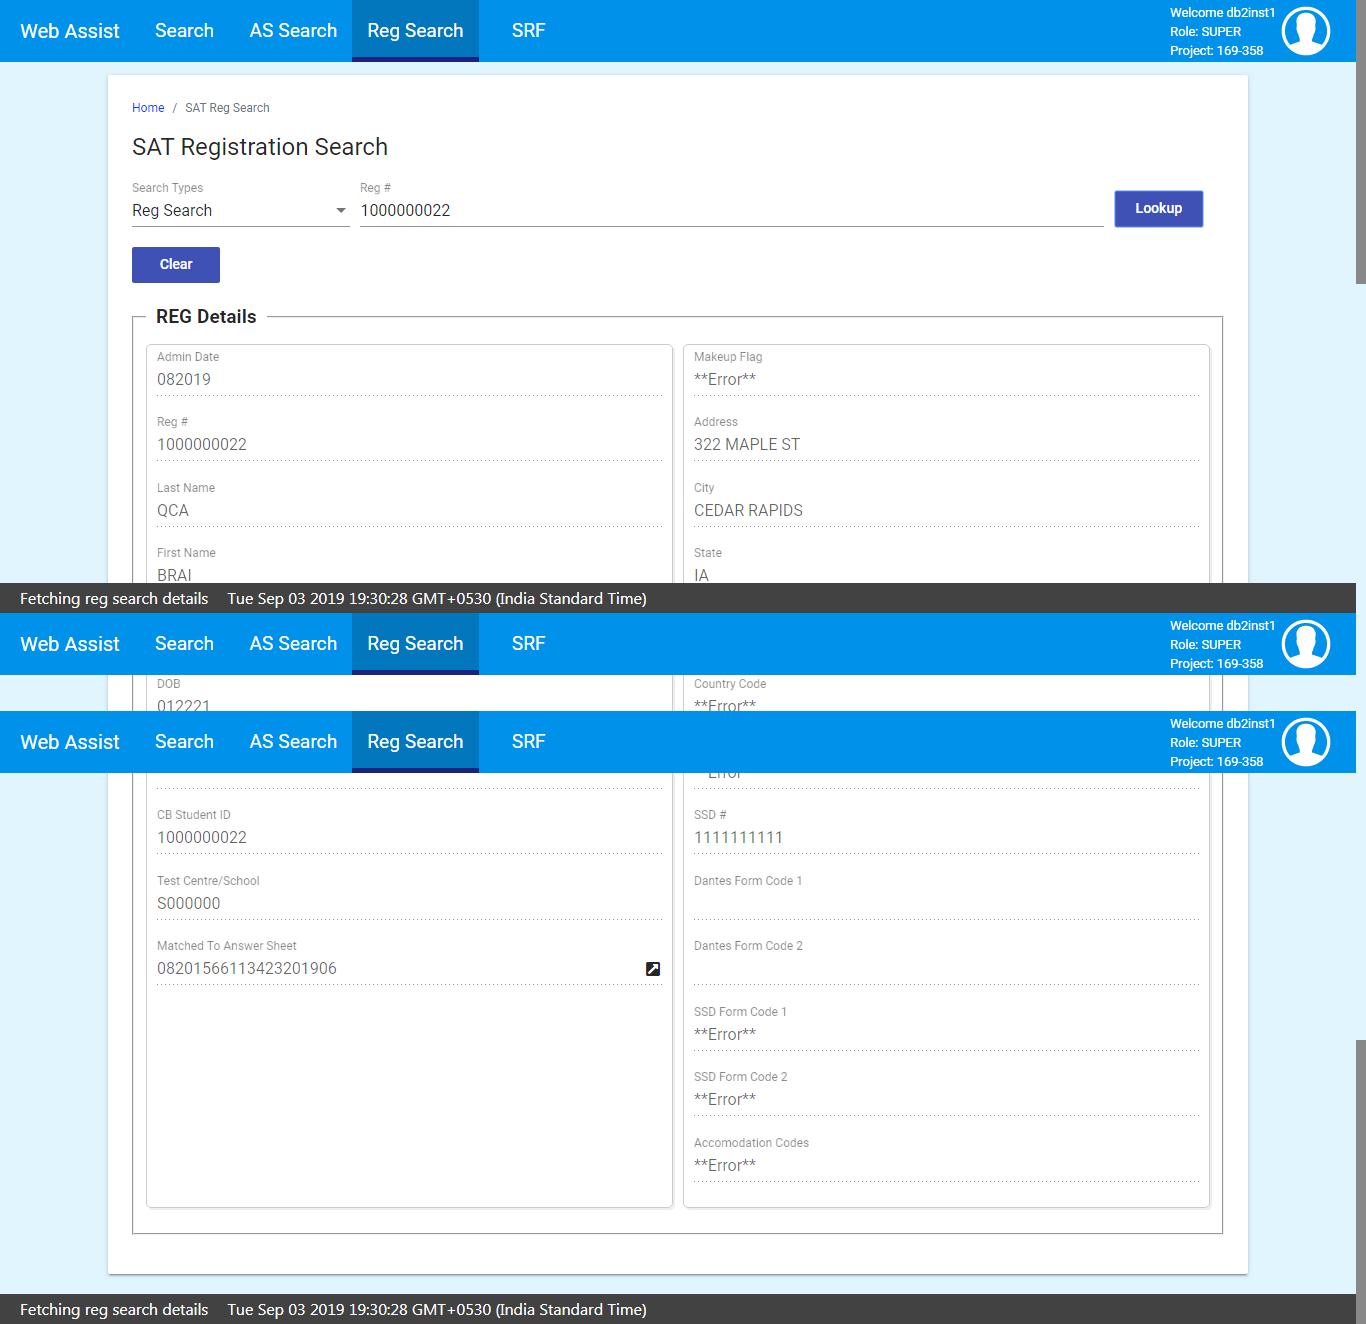 Web Assist Search AS Search Reg Search SRF
Welcome db2inst1
Role: SUPER
Project: 169-358
Home / SAT Reg Search
SAT Registration Search
Search Types
Reg Search
Reg #
1000000022
Lookup
Clear
REG Details
Admin Date
082019
Reg #
1000000022
Last Name
QCA
First Name
BRAI
Makeup Flag
**Error**
Address
322 MAPLE ST
City
CEDAR RAPIDS
State
IA
Fetching reg search details Tue Sep 03 2019 19:30:28 GMT+0530 (India Standard Time)
Web Assist Search AS Search Reg Search SRF
Welcome db2inst1
Role: SUPER
Project: 169-358
DOB
012221
Country Code
**Error**
Web Assist Search AS Search Reg Search SRF
Welcome db2inst1
Role: SUPER
Project: 169-358
CB Student ID
1000000022
Test Centre/School
S000000
Matched To Answer Sheet
08201566113423201906
SSD #
1111111111
Dantes Form Code 1
Dantes Form Code 2
SSD Form Code 1
**Error**
SSD Form Code 2
**Error**
Accomodation Codes
**Error**
Fetching reg search details Tue Sep 03 2019 19:30:28 GMT+0530 (India Standard Time)